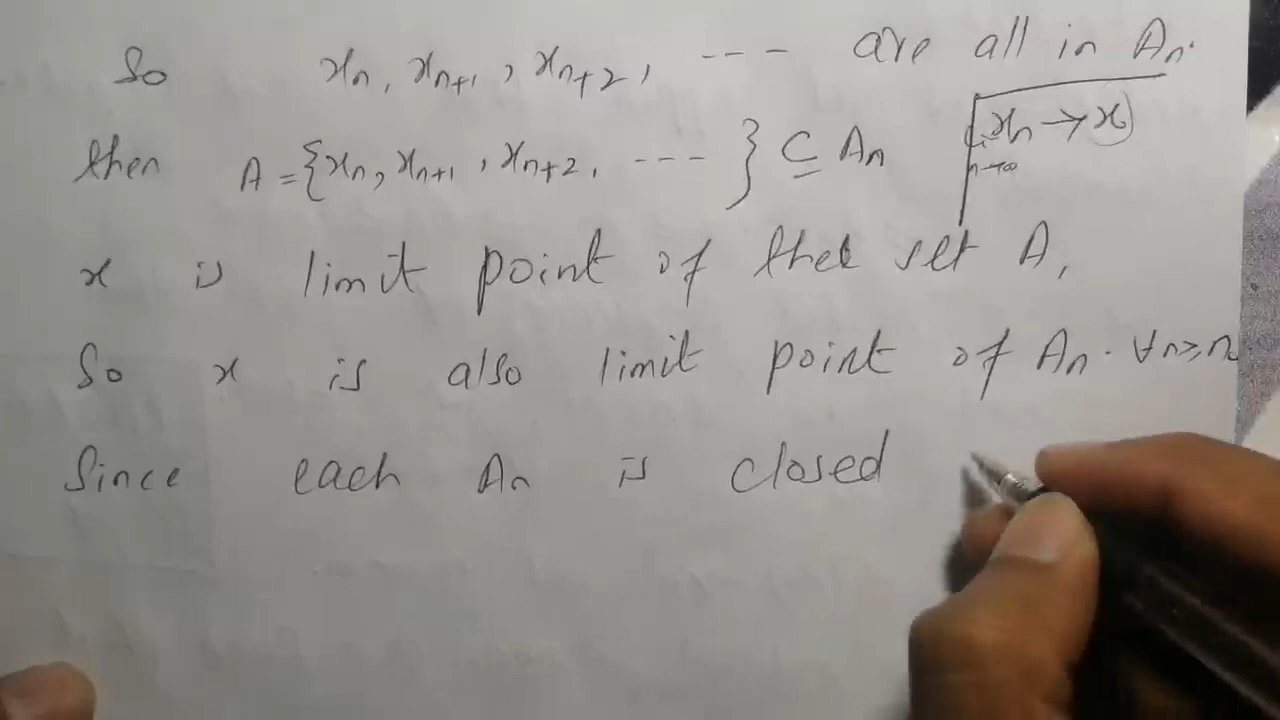 So xₙ, xₙ₊₁, xₙ₊₂, --- are all in Aₙ.
then A = {xₙ, xₙ₊₁, xₙ₊₂, --- } ⊆ Aₙ
xₙ → x
n→∞
x is limit point of the set A,
So x is also limit point of Aₙ. ∀n≥n
Since each Aₙ is closed